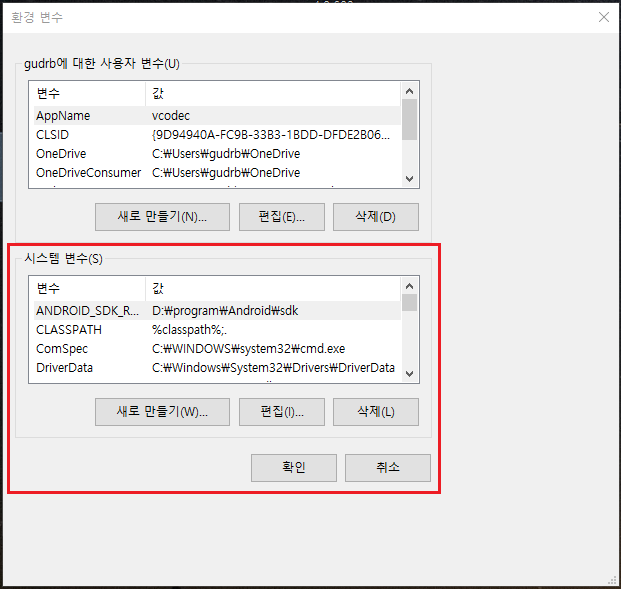 환경 변수
gudrb에 대한 사용자 변수(U)
변수 값
AppName vcodec
CLSID {9D94940A-FC9B-33B3-1BDD-DFDE2B06...
OneDrive C:\Users\gudrb\OneDrive
OneDriveConsumer C:\Users\gudrb\OneDrive
새로 만들기(N)... 편집(E)... 삭제(D)
시스템 변수(S)
변수 값
ANDROID_SDK_R... D:\program\Android\sdk
CLASSPATH %classpath%;.
ComSpec C:\WINDOWS\system32\cmd.exe
DriverData C:\Windows\System32\Drivers\DriverData
새로 만들기(W)... 편집(I)... 삭제(L)
확인 취소